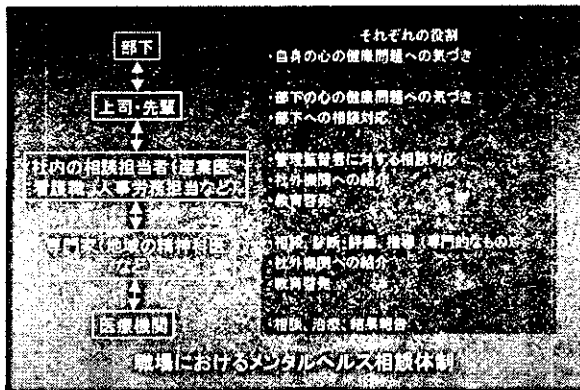 それぞれの役割
部下
・自身の心の健康問題への気づき
上司・先輩
・部下の心の健康問題への気づき
・部下への相談対応
社内の相談担当者(産業医、
看護職、人事労務担当など)
・管理監督者に対する相談対応
・社外機関への紹介
・教育啓発
専門家(地域の精神科医
など)
・相談、診断・評価、指導(専門的なもの)
・社外機関への紹介
・教育啓発
医療機関
・相談、治療、結果報告
職場におけるメンタルヘルス相談体制